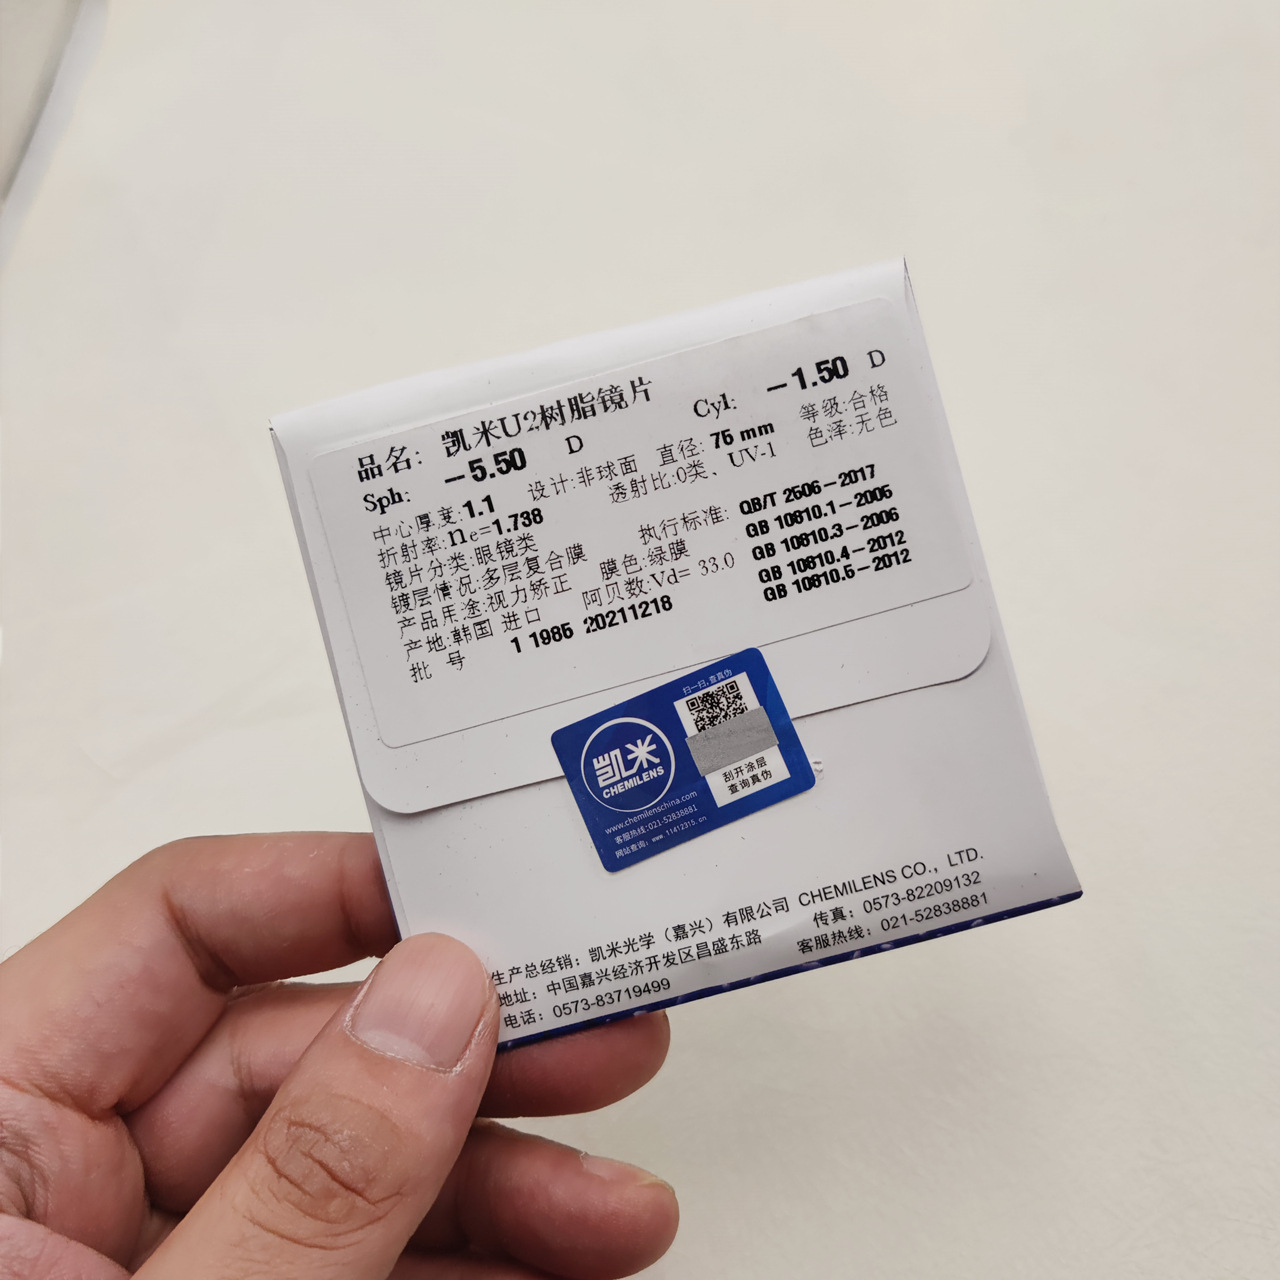 品名: 凯米U2树脂镜片
Sph: -5.50 D Cyl: -1.50 D
中心厚度:1.1 设计:非球面 直径: 75 mm 等级:合格
折射率:ne=1.738 透射比:0类、UV-1 色泽:无色
镜片分类:眼镜类 执行标准: QB/T 2506-2017
镀层情况:多层复合膜 膜色:绿膜 GB 10810.1-2005
产品用途:视力矫正 阿贝数:Vd= 33.0 GB 10810.3-2006
产地:韩国 进口 GB 10810.4-2012
批 号 1 1985 20211218 GB 10810.5-2012
扫一扫,查真伪
凯米
CHEMILENS
刮开涂层
查询真伪
www.chemilenschina.com
客服热线:021-52838881
网站查询: www.11412315.cn
生产总经销: 凯米光学（嘉兴）有限公司 CHEMILENS CO., LTD.
地址: 中国嘉兴经济开发区昌盛东路 传真: 0573-82209132
电话: 0573-83719499 客服热线: 021-52838881